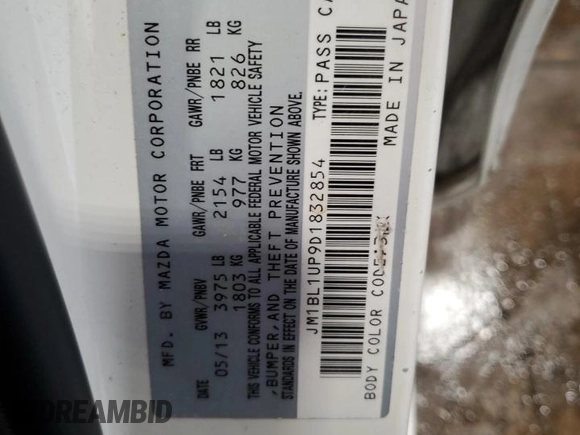 MFD. BY MAZDA MOTOR CORPORATION
DATE GVWR/PNBV GAWR/PNBE FRT GAWR/PNBE RR
05/13 3975 LB 2154 LB 1821 LB
1803 KG 977 KG 826 KG
THIS VEHICLE CONFORMS TO ALL APPLICABLE FEDERAL MOTOR VEHICLE SAFETY
,BUMPER,AND THEFT PREVENTION
STANDARDS IN EFFECT ON THE DATE OF MANUFACTURE SHOWN ABOVE.
JM1BL1UP9D1832854 TYPE: PASS CA
MADE IN JAPA
BODY COLOR CODE
DREAMBID